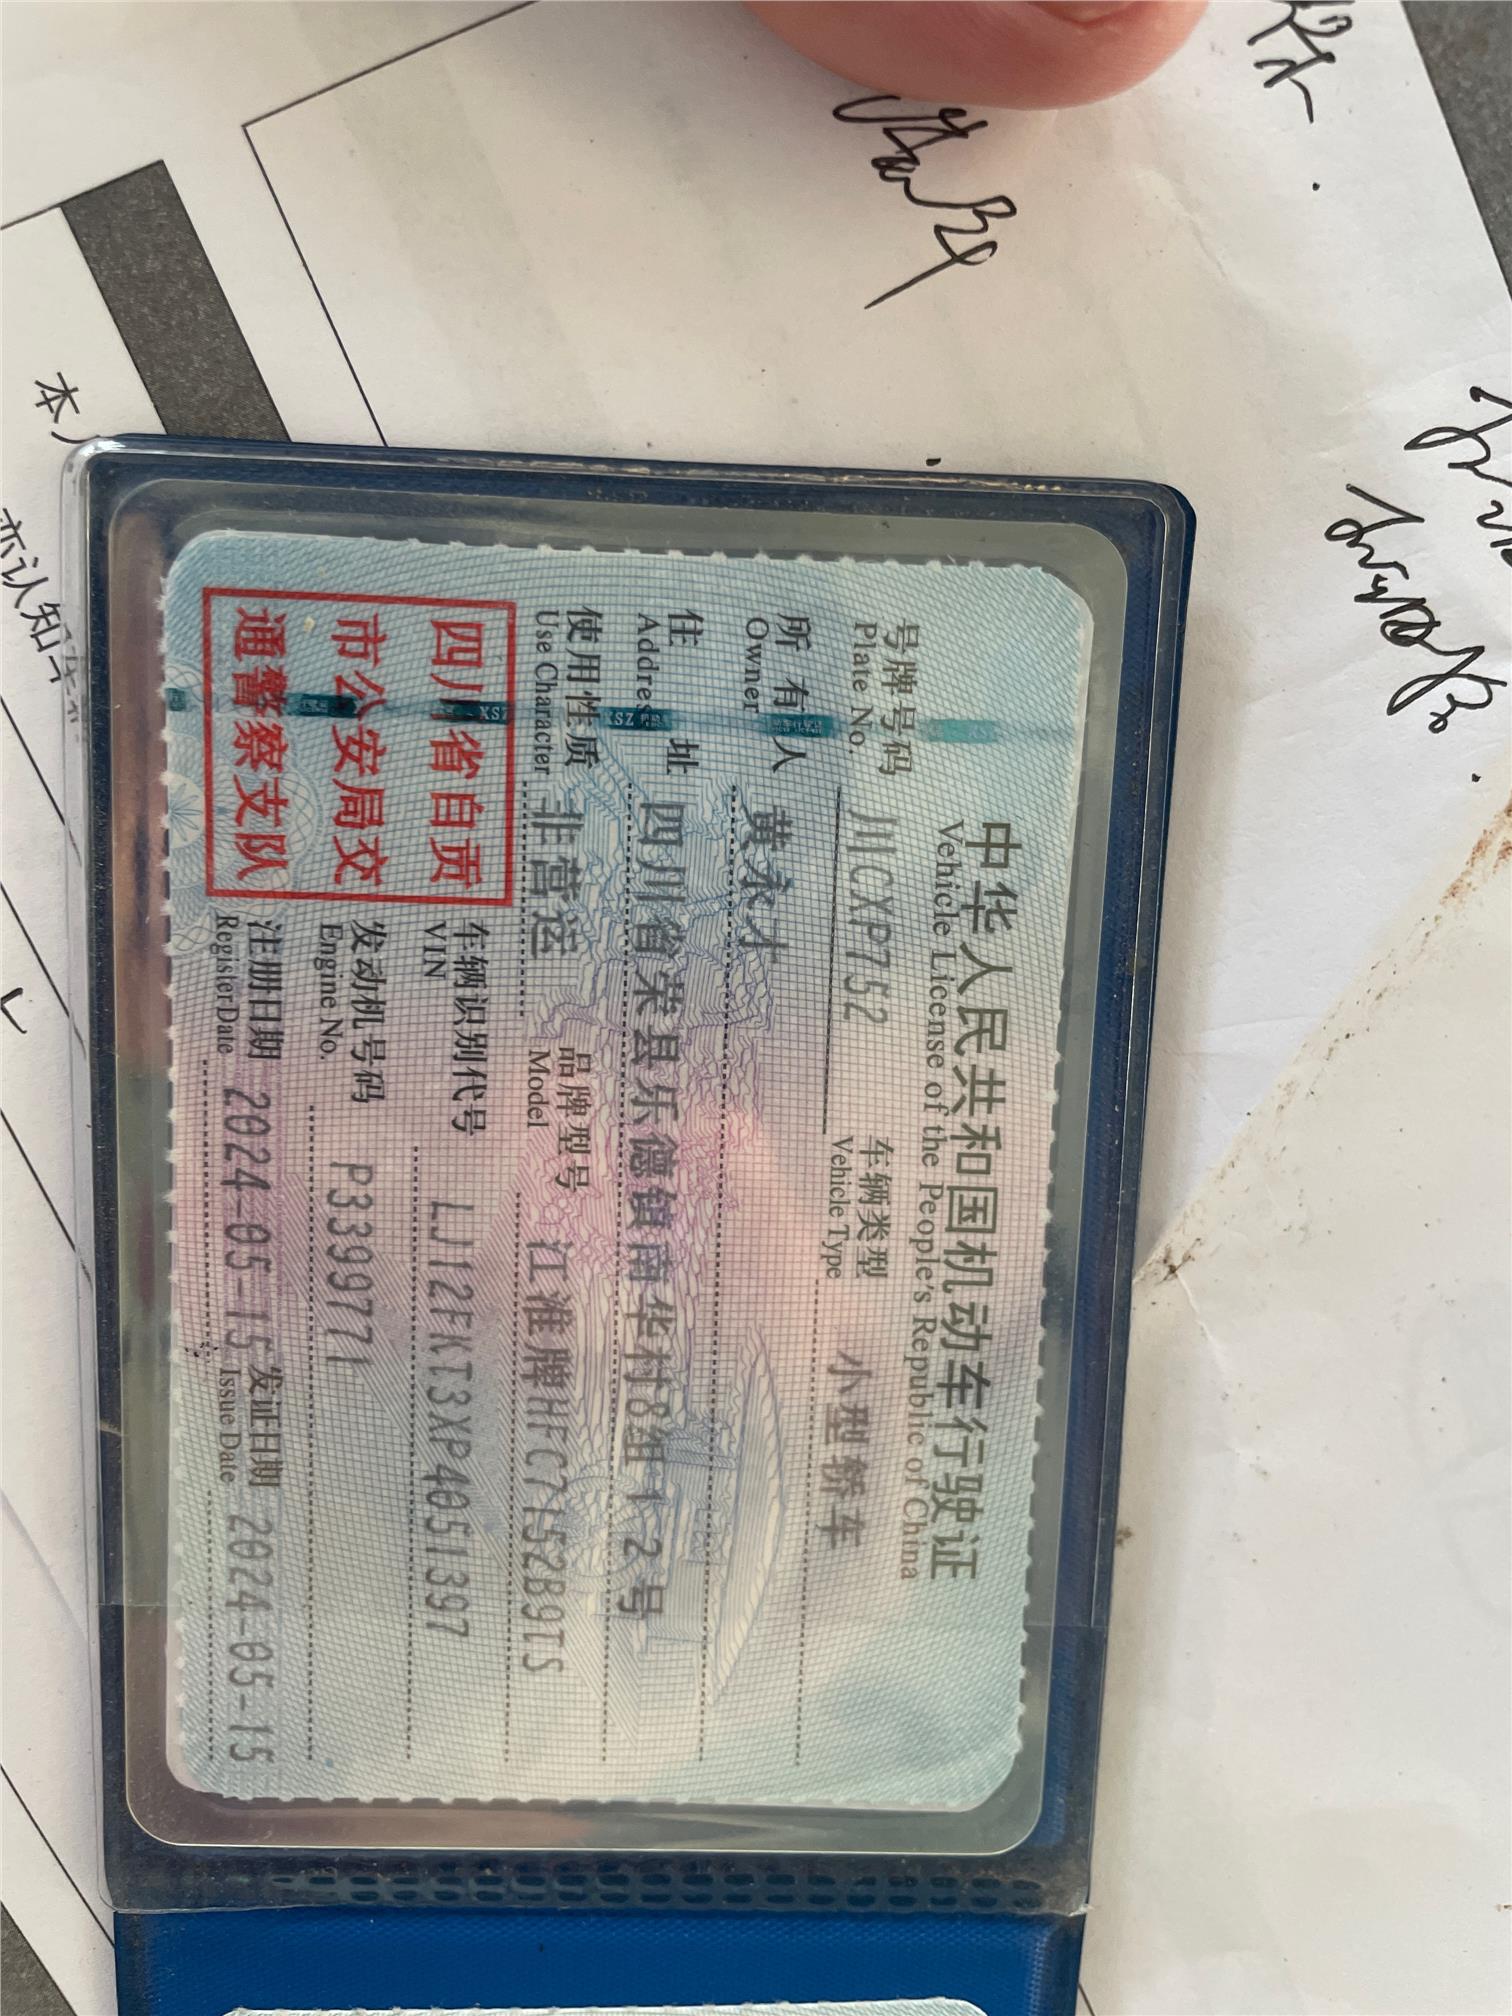 中华人民共和国机动车行驶证
Vehicle License of the People's Republic of China
号牌号码 川CXP752 车辆类型 小型轿车
Plate No. Vehicle Type
所有人 黄永才
Owner
住址 四川省荣县乐德镇南华村8组12号
Address
使用性质 非营运 品牌型号 江淮牌HFC7152B9TS
Use Character Model
四川省自贡
市公安局交
通警察支队
车辆识别代号 LJ12FKT3XP4051397
VIN
发动机号码 P3399771
Engine No.
注册日期 2024-05-15 发证日期 2024-05-15
Register Date Issue Date
本人
认知